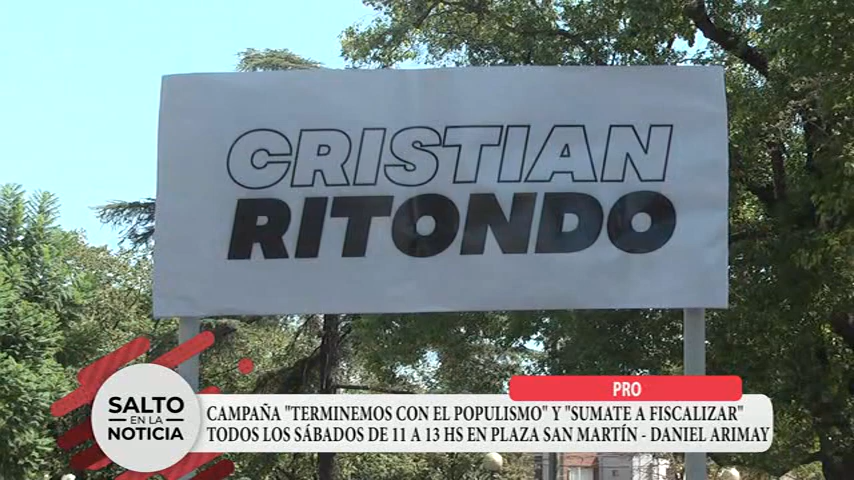 CRISTIAN
RITONDO
PRO
SALTO
EN LA
NOTICIA
CAMPAÑA "TERMINEMOS CON EL POPULISMO" Y "SUMATE A FISCALIZAR"
TODOS LOS SÁBADOS DE 11 A 13 HS EN PLAZA SAN MARTÍN - DANIEL ARIMAY